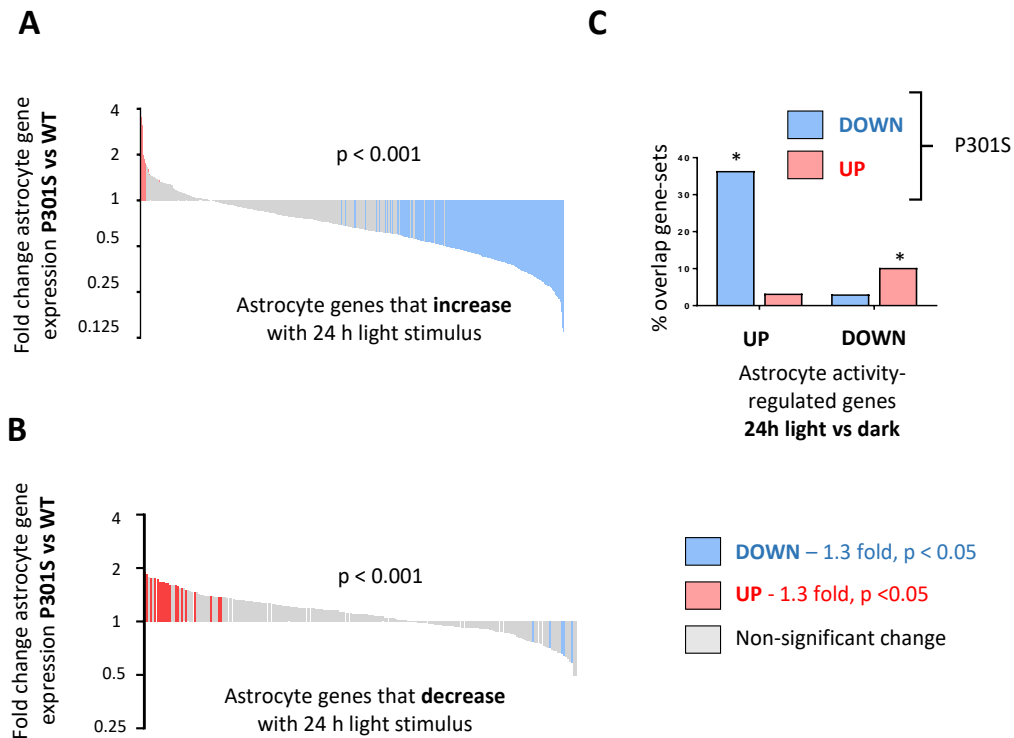 A
Fold change astrocyte gene
expression P301S vs WT
4
2
1
0.5
0.25
0.125
p < 0.001
Astrocyte genes that increase
with 24 h light stimulus
C
DOWN
UP
P301S
% overlap gene-sets
40
30
20
10
0
*
*
UP
DOWN
Astrocyte activity-
regulated genes
24h light vs dark
B
Fold change astrocyte gene
expression P301S vs WT
4
2
1
0.5
0.25
p < 0.001
Astrocyte genes that decrease
with 24 h light stimulus
DOWN – 1.3 fold, p < 0.05
UP - 1.3 fold, p <0.05
Non-significant change